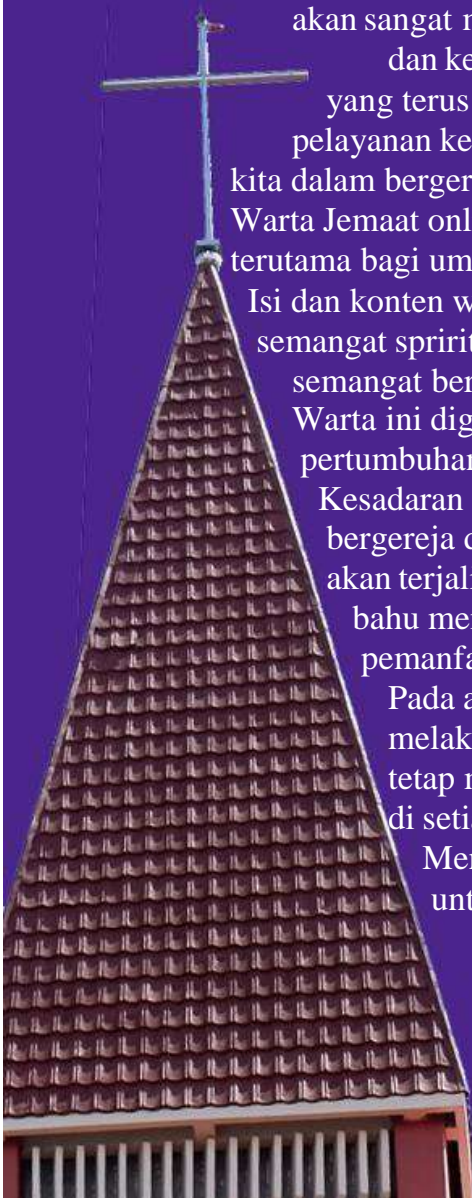 akan sangat
dan ke
yang terus
pelayanan ke
kita dalam berger
Warta Jemaat onl
terutama bagi um
Isi dan konten w
semangat spririt
semangat ber
Warta ini dig
pertumbuhan
Kesadaran
bergereja
akan terjali
bahu me
pemanfa
Pada a
melak
tetap
di seti
Me
unt